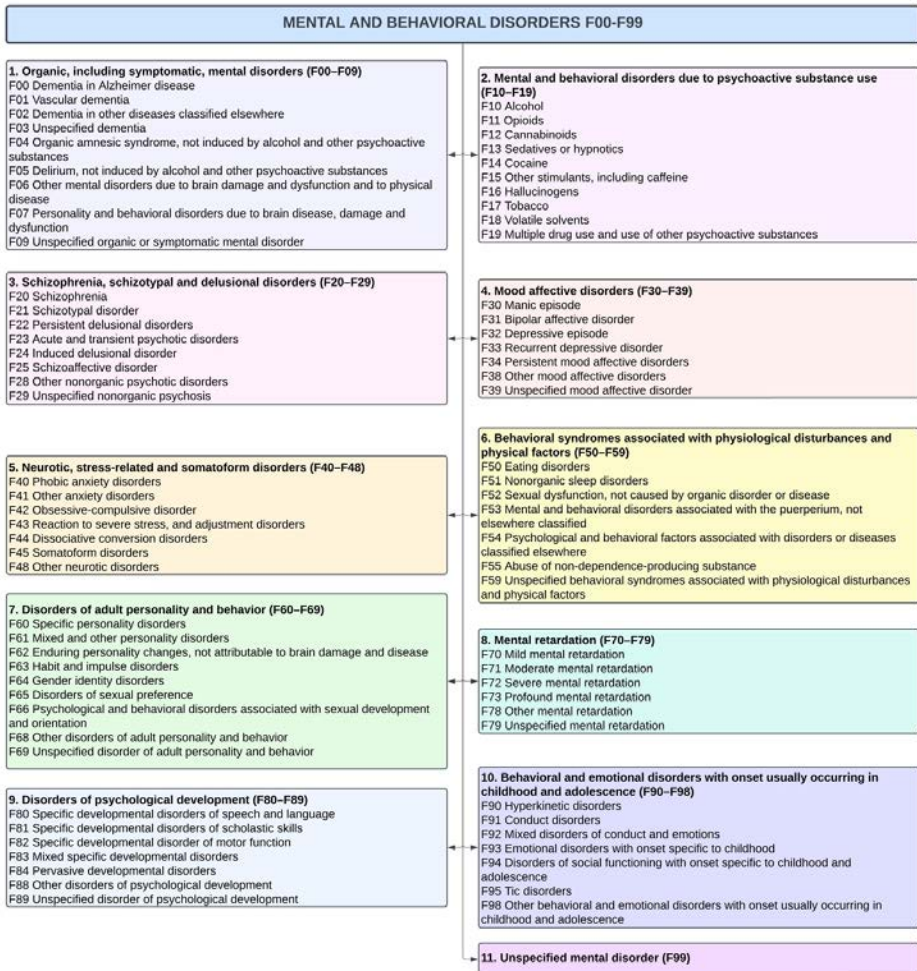 MENTAL AND BEHAVIORAL DISORDERS F00-F99
1. Organic, including symptomatic, mental disorders (F00–F09)
F00 Dementia in Alzheimer disease
F01 Vascular dementia
F02 Dementia in other diseases classified elsewhere
F03 Unspecified dementia
F04 Organic amnesic syndrome, not induced by alcohol and other psychoactive
substances
F05 Delirium, not induced by alcohol and other psychoactive substances
F06 Other mental disorders due to brain damage and dysfunction and to physical
disease
F07 Personality and behavioral disorders due to brain disease, damage and
dysfunction
F09 Unspecified organic or symptomatic mental disorder
2. Mental and behavioral disorders due to psychoactive substance use
(F10–F19)
F10 Alcohol
F11 Opioids
F12 Cannabinoids
F13 Sedatives or hypnotics
F14 Cocaine
F15 Other stimulants, including caffeine
F16 Hallucinogens
F17 Tobacco
F18 Volatile solvents
F19 Multiple drug use and use of other psychoactive substances
3. Schizophrenia, schizotypal and delusional disorders (F20–F29)
F20 Schizophrenia
F21 Schizotypal disorder
F22 Persistent delusional disorders
F23 Acute and transient psychotic disorders
F24 Induced delusional disorder
F25 Schizoaffective disorder
F28 Other nonorganic psychotic disorders
F29 Unspecified nonorganic psychosis
4. Mood affective disorders (F30–F39)
F30 Manic episode
F31 Bipolar affective disorder
F32 Depressive episode
F33 Recurrent depressive disorder
F34 Persistent mood affective disorders
F38 Other mood affective disorders
F39 Unspecified mood affective disorder
5. Neurotic, stress-related and somatoform disorders (F40–F48)
F40 Phobic anxiety disorders
F41 Other anxiety disorders
F42 Obsessive-compulsive disorder
F43 Reaction to severe stress, and adjustment disorders
F44 Dissociative conversion disorders
F45 Somatoform disorders
F48 Other neurotic disorders
6. Behavioral syndromes associated with physiological disturbances and
physical factors (F50–F59)
F50 Eating disorders
F51 Nonorganic sleep disorders
F52 Sexual dysfunction, not caused by organic disorder or disease
F53 Mental and behavioral disorders associated with the puerperium, not
elsewhere classified
F54 Psychological and behavioral factors associated with disorders or diseases
classified elsewhere
F55 Abuse of non-dependence-producing substance
F59 Unspecified behavioral syndromes associated with physiological disturbances
and physical factors
7. Disorders of adult personality and behavior (F60–F69)
F60 Specific personality disorders
F61 Mixed and other personality disorders
F62 Enduring personality changes, not attributable to brain damage and disease
F63 Habit and impulse disorders
F64 Gender identity disorders
F65 Disorders of sexual preference
F66 Psychological and behavioral disorders associated with sexual development
and orientation
F68 Other disorders of adult personality and behavior
F69 Unspecified disorder of adult personality and behavior
8. Mental retardation (F70–F79)
F70 Mild mental retardation
F71 Moderate mental retardation
F72 Severe mental retardation
F73 Profound mental retardation
F78 Other mental retardation
F79 Unspecified mental retardation
9. Disorders of psychological development (F80–F89)
F80 Specific developmental disorders of speech and language
F81 Specific developmental disorders of scholastic skills
F82 Specific developmental disorder of motor function
F83 Mixed specific developmental disorders
F84 Pervasive developmental disorders
F88 Other disorders of psychological development
F89 Unspecified disorder of psychological development
10. Behavioral and emotional disorders with onset usually occurring in
childhood and adolescence (F90–F98)
F90 Hyperkinetic disorders
F91 Conduct disorders
F92 Mixed disorders of conduct and emotions
F93 Emotional disorders with onset specific to childhood
F94 Disorders of social functioning with onset specific to childhood and
adolescence
F95 Tic disorders
F98 Other behavioral and emotional disorders with onset usually occurring in
childhood and adolescence
11. Unspecified mental disorder (F99)